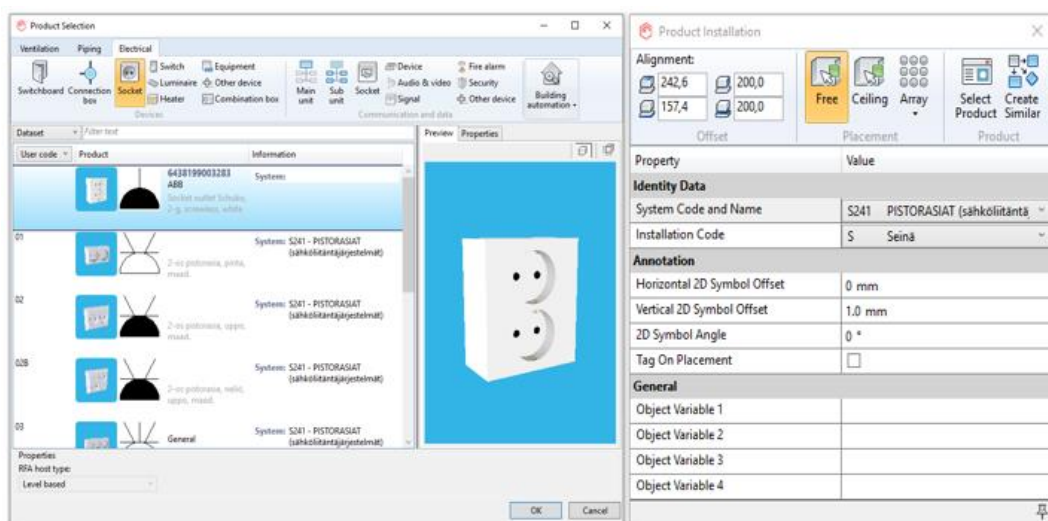 Product Selection
Ventilation Piping Electrical
Switchboard Connection box Socket Switch Luminaire Heater Equipment Other device Combination box
Devices
Main unit Sub unit Socket Device Audio & video Signal Fire alarm Security Other device
Communication and data
Building automation
Dataset Filter text
User code Product Information
6438199003283
ABB
Socket outlet Schuko,
2-g, screwless, white
System:
01
2-os pistorasia, pinta,
maad.
System: S241 - PISTORASIAT
(sähköliitäntäjärjestelmät)
02
2-os pistorasia, uppo,
maad.
System: S241 - PISTORASIAT
(sähköliitäntäjärjestelmät)
02B
2-os pistorasia, neliö,
uppo, maad.
System: S241 - PISTORASIAT
(sähköliitäntäjärjestelmät)
03
General
System: S241 - PISTORASIAT
(sähköliitäntäjärjestelmät)
Preview Properties
Properties
RFA host type:
Level based
OK Cancel
Product Installation
Alignment:
242,6 200,0
157,4 200,0
Offset
Free Ceiling Array
Placement
Select Product Create Similar
Product
Property Value
Identity Data
System Code and Name S241 PISTORASIAT (sähköliitäntä
Installation Code S Seinä
Annotation
Horizontal 2D Symbol Offset 0 mm
Vertical 2D Symbol Offset 1.0 mm
2D Symbol Angle 0 °
Tag On Placement
General
Object Variable 1
Object Variable 2
Object Variable 3
Object Variable 4